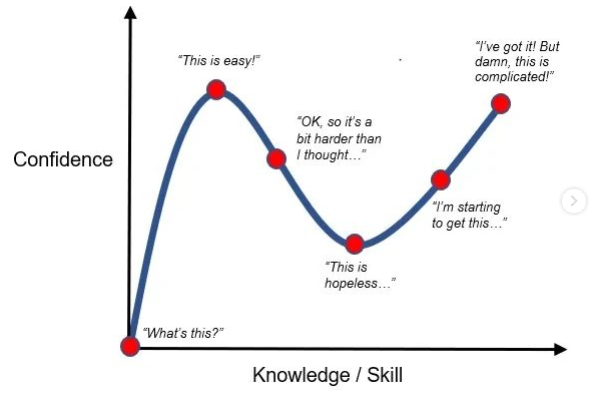 "This is easy!"
"I've got it! But
damn, this is
complicated!"
"OK, so it's a
bit harder than
I thought…"
Confidence
"I'm starting
to get this…"
"This is
hopeless…"
"What's this?"
Knowledge / Skill